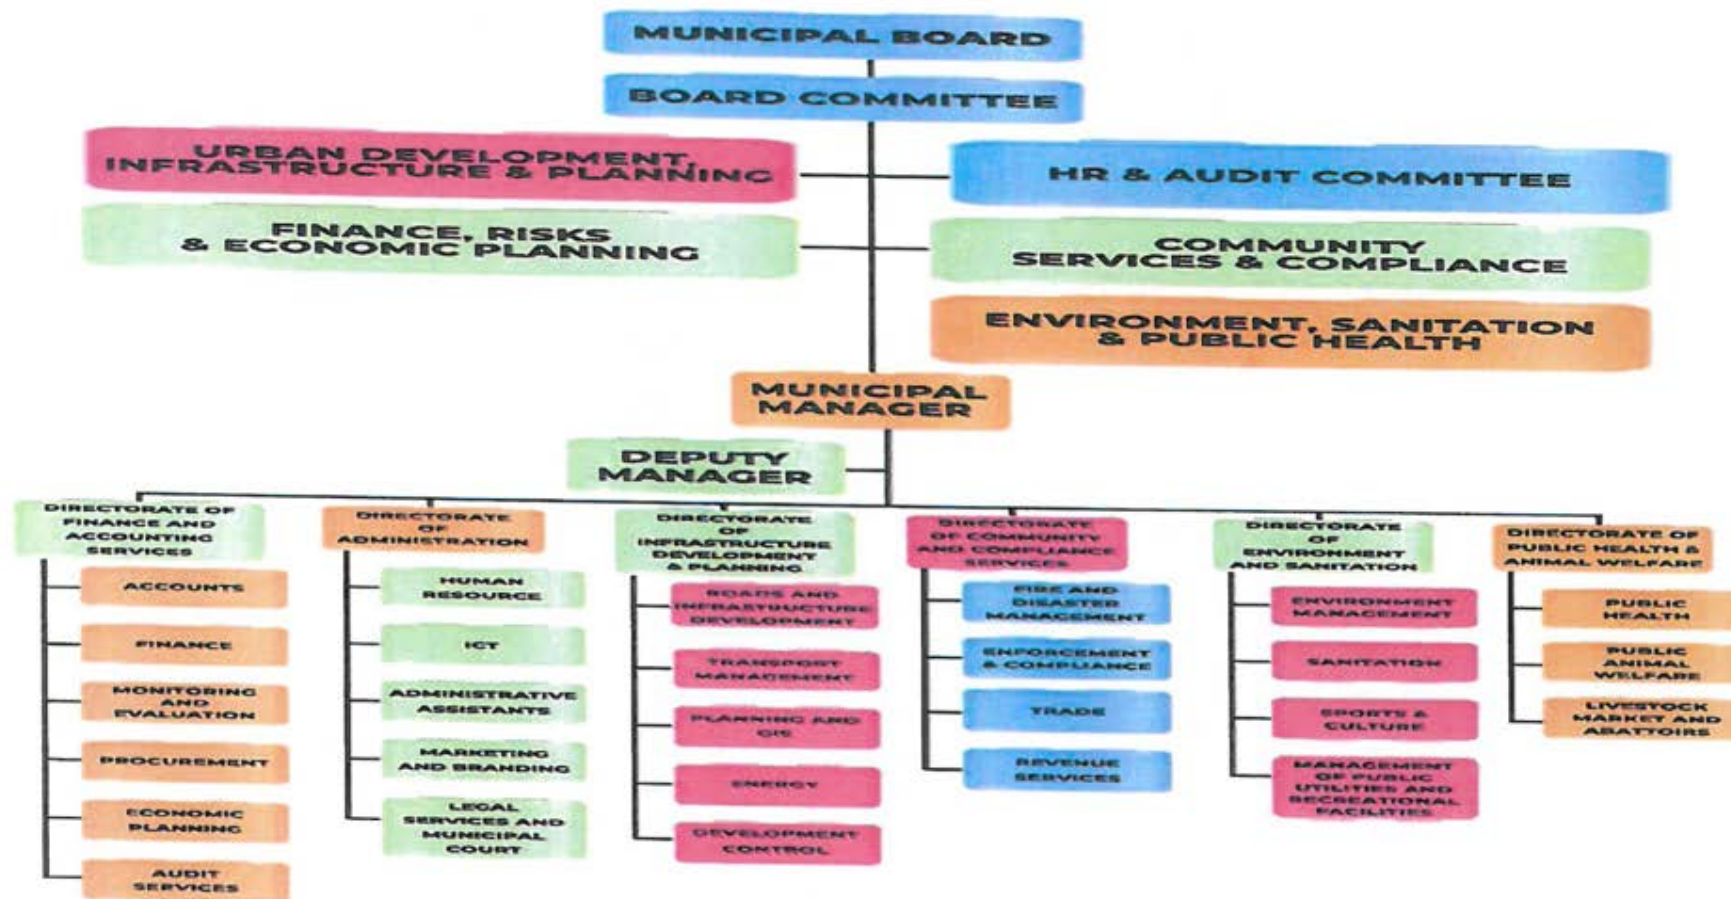 MUNICIPAL BOARD
BOARD COMMITTEE
URBAN DEVELOPMENT,
INFRASTRUCTURE & PLANNING
HR & AUDIT COMMITTEE
FINANCE, RISKS
& ECONOMIC PLANNING
COMMUNITY
SERVICES & COMPLIANCE
ENVIRONMENT, SANITATION
& PUBLIC HEALTH
MUNICIPAL
MANAGER
DEPUTY
MANAGER
DIRECTORATE OF
FINANCE AND
ACCOUNTING
SERVICES
ACCOUNTS
FINANCE
MONITORING
AND
EVALUATION
PROCUREMENT
ECONOMIC
PLANNING
AUDIT
SERVICES
DIRECTORATE
OF
ADMINISTRATION
HUMAN
RESOURCE
ICT
ADMINISTRATIVE
ASSISTANTS
MARKETING
AND BRANDING
LEGAL
SERVICES AND
MUNICIPAL
COURT
DIRECTORATE
OF
INFRASTRUCTURE
DEVELOPMENT
& PLANNING
ROADS AND
INFRASTRUCTURE
DEVELOPMENT
TRANSPORT
MANAGEMENT
PLANNING AND
GIS
ENERGY
DEVELOPMENT
CONTROL
DIRECTORATE
OF COMMUNITY
AND COMPLIANCE
SERVICES
FIRE AND
DISASTER
MANAGEMENT
ENFORCEMENT
& COMPLIANCE
TRADE
REVENUE
SERVICES
DIRECTORATE
OF
ENVIRONMENT
AND SANITATION
ENVIRONMENT
MANAGEMENT
SANITATION
SPORTS &
CULTURE
MANAGEMENT
OF PUBLIC
UTILITIES AND
RECREATIONAL
FACILITIES
DIRECTORATE OF
PUBLIC HEALTH &
ANIMAL WELFARE
PUBLIC
HEALTH
PUBLIC
ANIMAL
WELFARE
LIVESTOCK
MARKET AND
ABATTOIRS